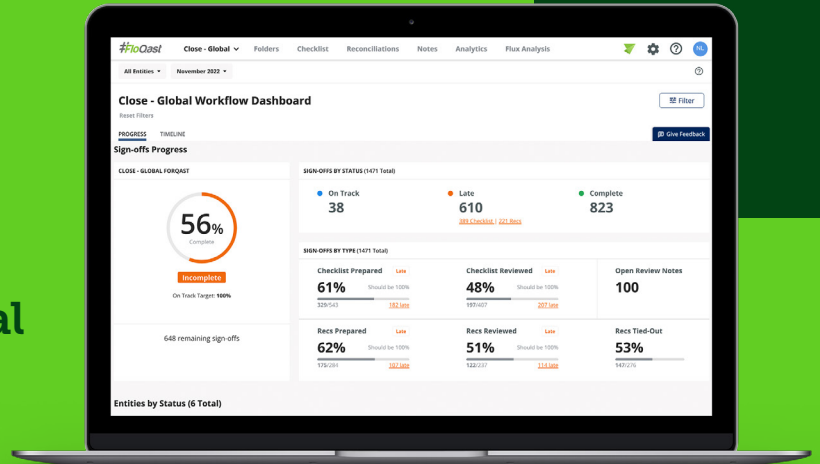 al
FloQast Close - Global Folders Checklist Reconciliations Notes Analytics Flux Analysis NL
All Entities November 2022
Close - Global Workflow Dashboard
Filter
Reset Filters
PROGRESS TIMELINE
Give Feedback
Sign-offs Progress
CLOSE - GLOBAL FORQAST
56%
Complete
Incomplete
On Track Target: 100%
648 remaining sign-offs
SIGN-OFFS BY STATUS (1471 Total)
On Track Late Complete
38 610 823
389 Checklist | 221 Recs
SIGN-OFFS BY TYPE (1471 Total)
Checklist Prepared Late
61% Should be 100%
329/543 182 late
Checklist Reviewed Late
48% Should be 100%
197/407 207 late
Open Review Notes
100
Recs Prepared Late
62% Should be 100%
175/284 107 late
Recs Reviewed Late
51% Should be 100%
122/237 114 late
Recs Tied-Out
53%
147/276
Entities by Status (6 Total)